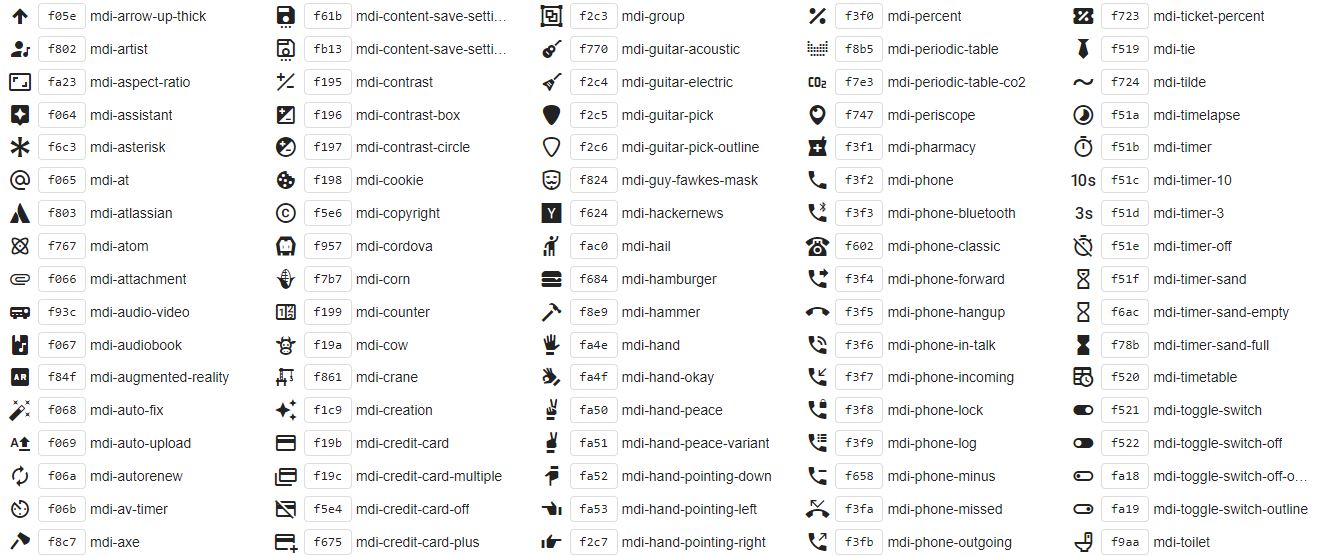 f05e mdi-arrow-up-thick
f802 mdi-artist
fa23 mdi-aspect-ratio
f064 mdi-assistant
f6c3 mdi-asterisk
f065 mdi-at
f803 mdi-atlassian
f767 mdi-atom
f066 mdi-attachment
f93c mdi-audio-video
f067 mdi-audiobook
AR f84f mdi-augmented-reality
f068 mdi-auto-fix
A f069 mdi-auto-upload
f06a mdi-autorenew
f06b mdi-av-timer
f8c7 mdi-axe
f61b mdi-content-save-setti...
fb13 mdi-content-save-setti...
f195 mdi-contrast
f196 mdi-contrast-box
f197 mdi-contrast-circle
f198 mdi-cookie
C f5e6 mdi-copyright
f957 mdi-cordova
f7b7 mdi-corn
f199 mdi-counter
f19a mdi-cow
f861 mdi-crane
f1c9 mdi-creation
f19b mdi-credit-card
f19c mdi-credit-card-multiple
f5e4 mdi-credit-card-off
f675 mdi-credit-card-plus
f2c3 mdi-group
f770 mdi-guitar-acoustic
f2c4 mdi-guitar-electric
f2c5 mdi-guitar-pick
f2c6 mdi-guitar-pick-outline
f824 mdi-guy-fawkes-mask
Y f624 mdi-hackernews
fac0 mdi-hail
f684 mdi-hamburger
f8e9 mdi-hammer
fa4e mdi-hand
fa4f mdi-hand-okay
fa50 mdi-hand-peace
fa51 mdi-hand-peace-variant
fa52 mdi-hand-pointing-down
fa53 mdi-hand-pointing-left
f2c7 mdi-hand-pointing-right
% f3f0 mdi-percent
f8b5 mdi-periodic-table
CO2 f7e3 mdi-periodic-table-co2
f747 mdi-periscope
f3f1 mdi-pharmacy
f3f2 mdi-phone
f3f3 mdi-phone-bluetooth
f602 mdi-phone-classic
f3f4 mdi-phone-forward
f3f5 mdi-phone-hangup
f3f6 mdi-phone-in-talk
f3f7 mdi-phone-incoming
f3f8 mdi-phone-lock
f3f9 mdi-phone-log
f658 mdi-phone-minus
f3fa mdi-phone-missed
f3fb mdi-phone-outgoing
f723 mdi-ticket-percent
f519 mdi-tie
f724 mdi-tilde
f51a mdi-timelapse
f51b mdi-timer
10s f51c mdi-timer-10
3s f51d mdi-timer-3
f51e mdi-timer-off
f51f mdi-timer-sand
f6ac mdi-timer-sand-empty
f78b mdi-timer-sand-full
f520 mdi-timetable
f521 mdi-toggle-switch
f522 mdi-toggle-switch-off
fa18 mdi-toggle-switch-off-o...
fa19 mdi-toggle-switch-outline
f9aa mdi-toilet